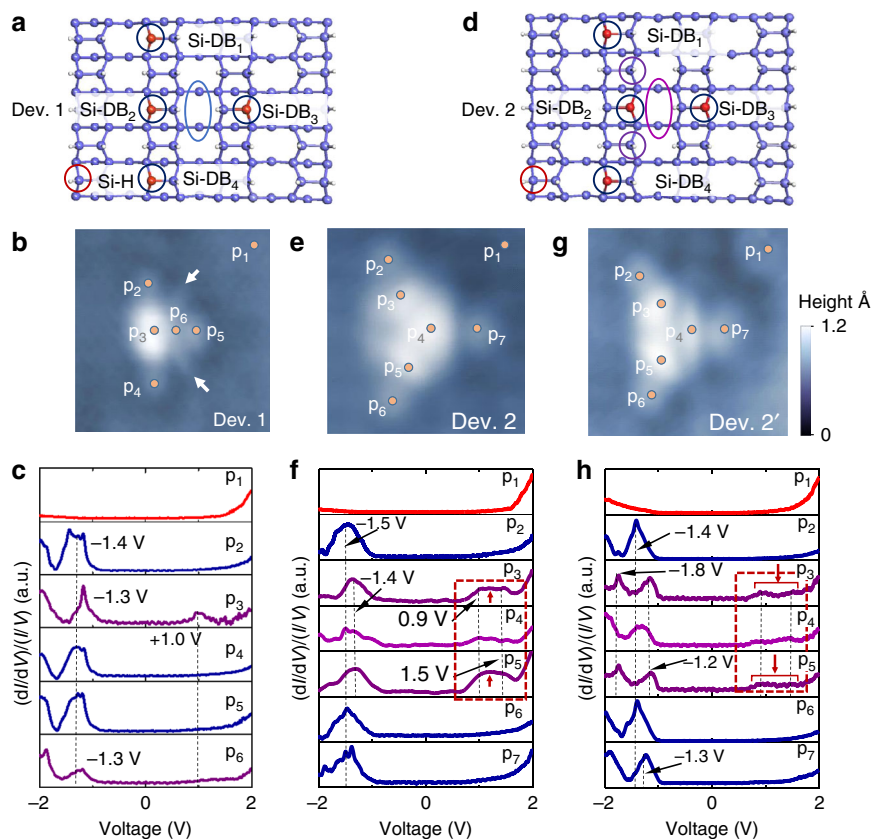 a
Si-DB1
Dev. 1
Si-DB2
Si-DB3
Si-H
Si-DB4
d
Si-DB1
Dev. 2
Si-DB2
Si-DB3
Si-DB4
b
p1
p2
p6
p3
p5
p4
Dev. 1
e
p1
p2
p3
p4
p7
p5
p6
Dev. 2
g
p1
p2
p3
p4
p7
p5
p6
Dev. 2′
Height Å
1.2
0
c
(dI/dV)/(I/V) (a.u.)
p1
p2
−1.4 V
p3
−1.3 V
+1.0 V
p4
p5
p6
−1.3 V
−2
0
2
Voltage (V)
f
(dI/dV)/(I/V) (a.u.)
p1
p2
−1.5 V
p3
−1.4 V
0.9 V
p4
1.5 V
p5
p6
p7
−2
0
2
Voltage (V)
h
(dI/dV)/(I/V) (a.u.)
p1
p2
−1.4 V
p3
−1.8 V
p4
p5
−1.2 V
p6
p7
−1.3 V
−2
0
2
Voltage (V)